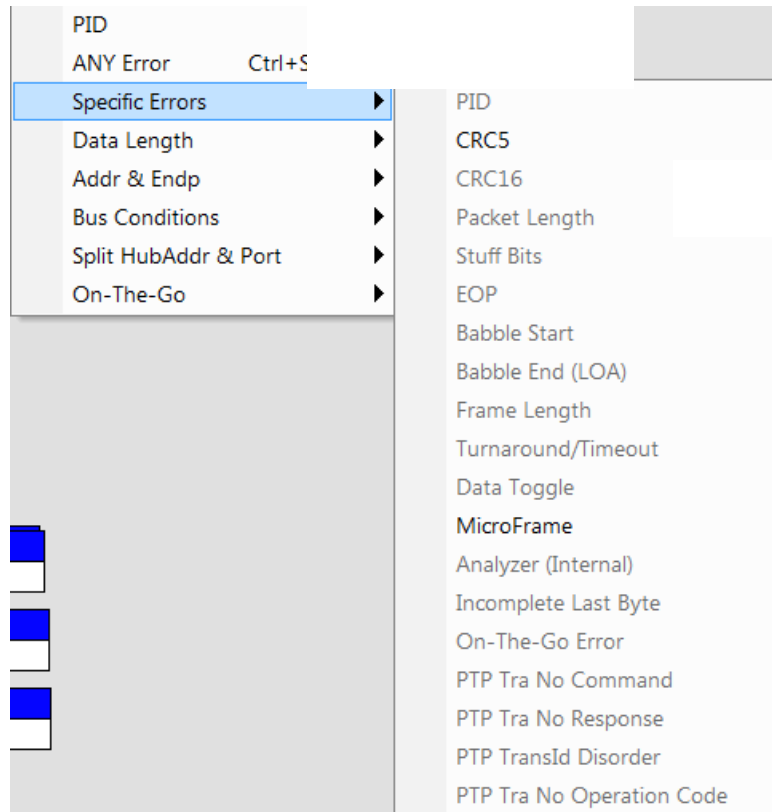 PID
ANY Error Ctrl+S
Specific Errors
Data Length
Addr & Endp
Bus Conditions
Split HubAddr & Port
On-The-Go
PID
CRC5
CRC16
Packet Length
Stuff Bits
EOP
Babble Start
Babble End (LOA)
Frame Length
Turnaround/Timeout
Data Toggle
MicroFrame
Analyzer (Internal)
Incomplete Last Byte
On-The-Go Error
PTP Tra No Command
PTP Tra No Response
PTP TransId Disorder
PTP Tra No Operation Code